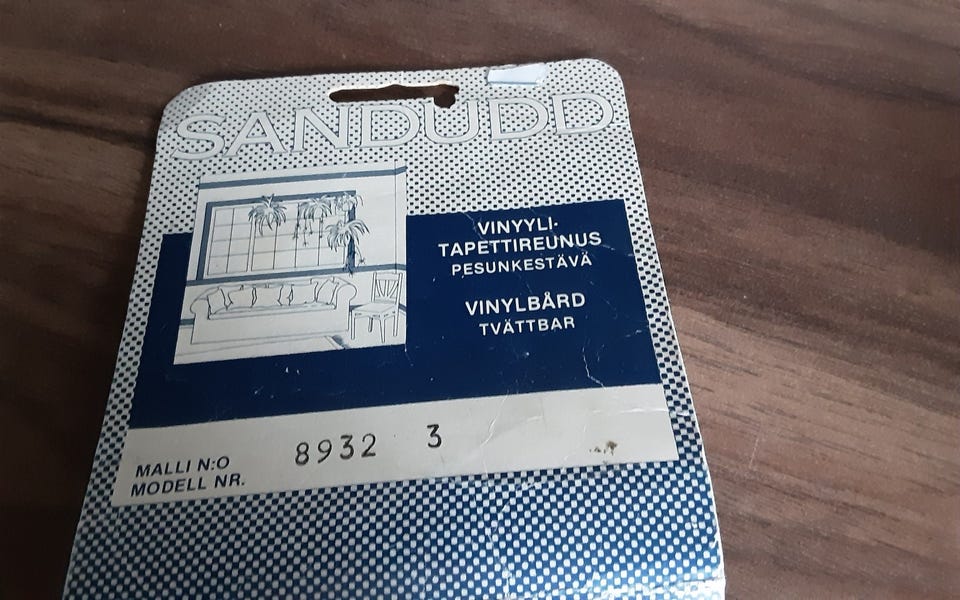 SANDUDD
VINYYLI-
TAPETTIREUNUS
PESUNKESTÄVÄ
VINYLBÅRD
TVÄTTBAR
MALLI N:O
MODELL NR.
8932 3